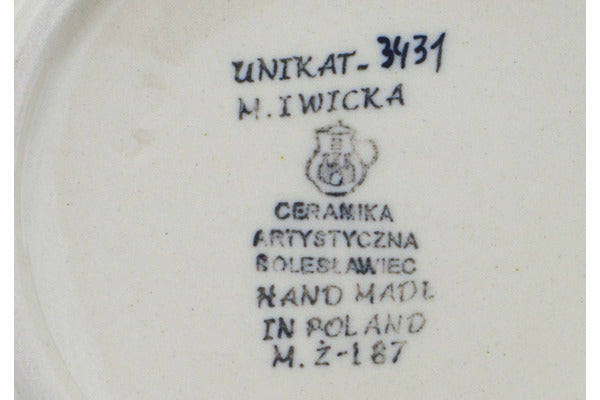 UNIKAT-3431
M. IWICKA
CERAMIKA
ARTYSTYCZNA
BOLESŁAWIEC
HAND MADE
IN POLAND
M. Ż-187